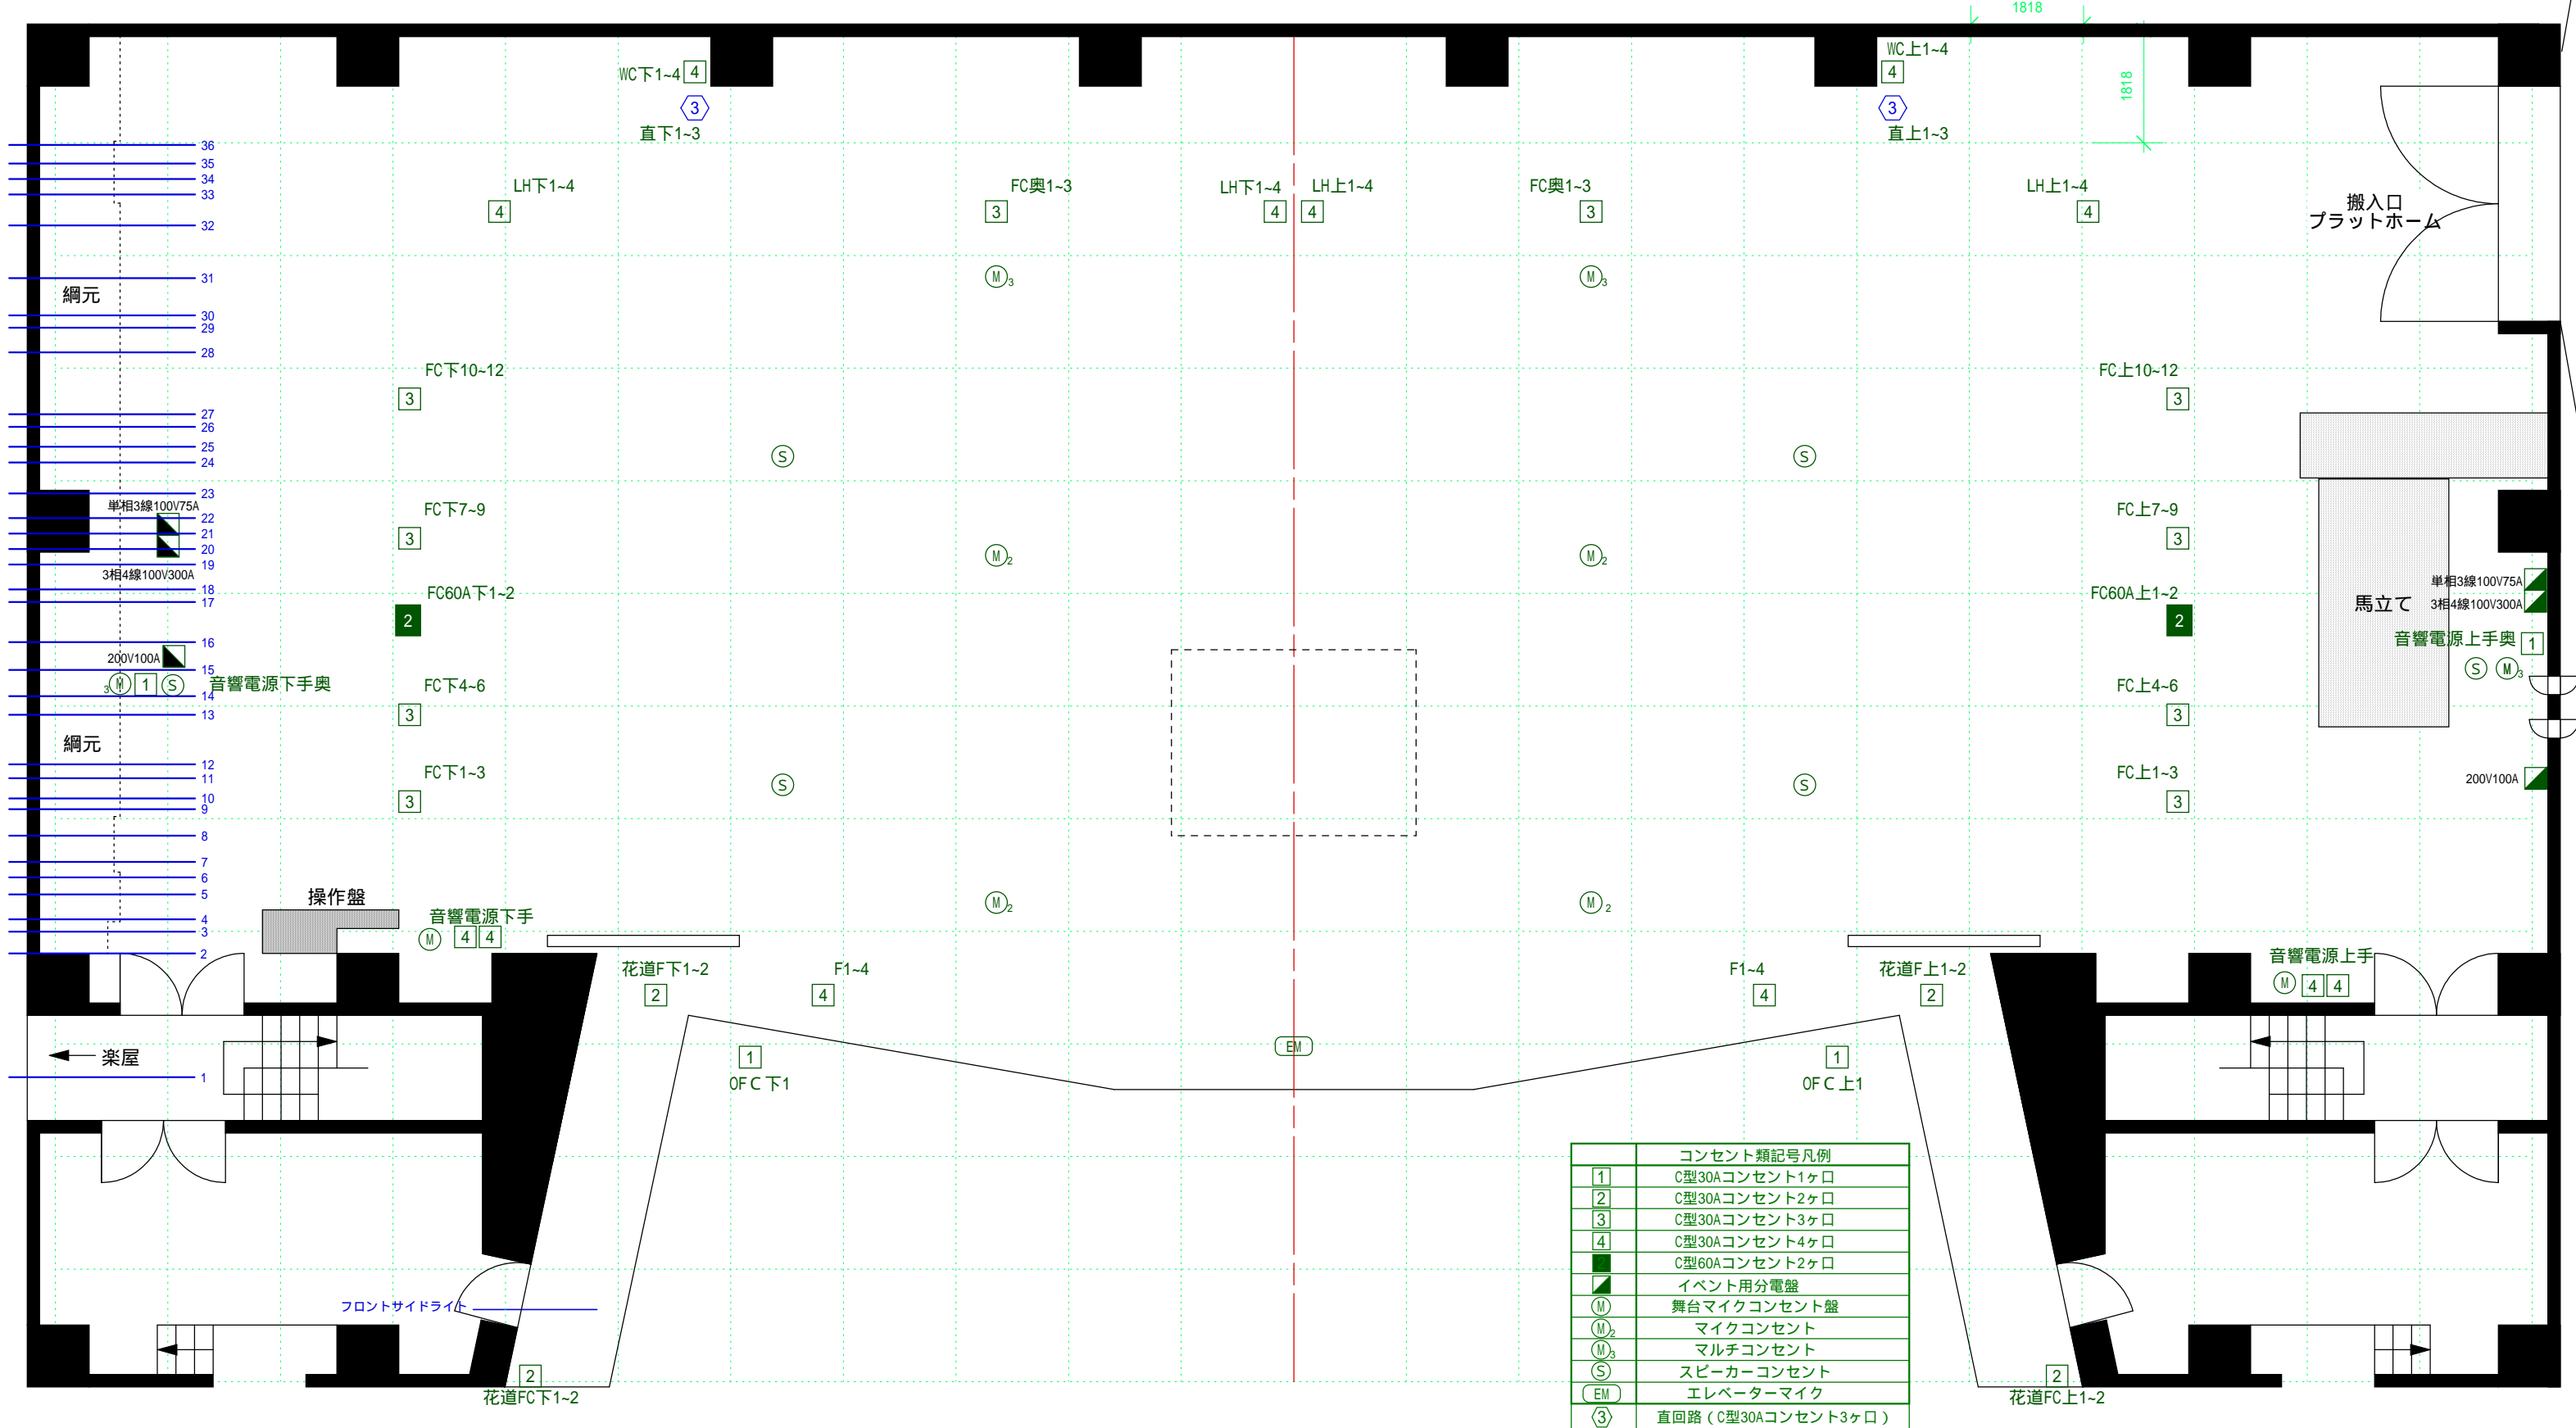 1818
WC下1~4 4
WC上1~4
4
3
3
直下1~3
直上1~3
1818
36
35
34
33
32
31
30
29
28
27
26
25
24
23
22
21
20
19
18
17
16
15
14
13
12
11
10
9
8
7
6
5
4
3
2
1
LH下1~4
4
FC奥1~3
3
LH下1~4
4
LH上1~4
4
FC奥1~3
3
LH上1~4
4
搬入口
プラットホーム
M3
M3
綱元
FC下10~12
3
FC上10~12
3
S
S
単相3線100V75A
3相4線100V300A
FC下7~9
3
FC上7~9
3
M2
M2
FC60A下1~2
2
FC60A上1~2
2
馬立て
単相3線100V75A
3相4線100V300A
音響電源上手奥 1
S M3
200V100A
3M 1 S 音響電源下手奥
FC下4~6
3
FC上4~6
3
綱元
FC下1~3
3
FC上1~3
3
S
S
200V100A
操作盤
音響電源下手
M 4 4
M2
M2
花道F下1~2
2
F1~4
4
F1~4
4
花道F上1~2
2
音響電源上手
M 4 4
楽屋
EM
1
OFC下1
1
OFC上1
フロントサイドライト
2
花道FC下1~2
2
花道FC上1~2
コンセント類記号凡例
1 C型30Aコンセント1ヶ口
2 C型30Aコンセント2ヶ口
3 C型30Aコンセント3ヶ口
4 C型30Aコンセント4ヶ口
2 C型60Aコンセント2ヶ口
イベント用分電盤
M 舞台マイクコンセント盤
M2 マイクコンセント
M3 マルチコンセント
S スピーカーコンセント
EM エレベーターマイク
3 直回路(C型30Aコンセント3ヶ口)